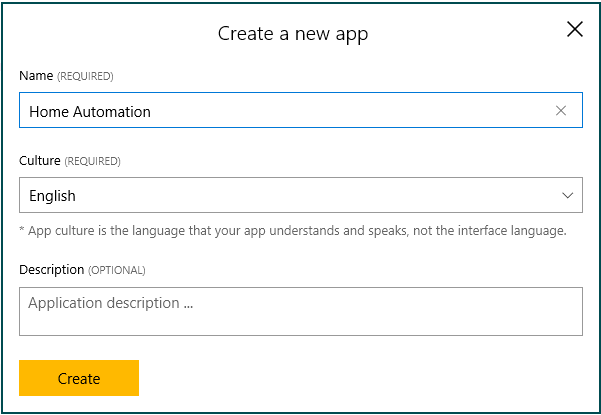 Create a new app
Name (REQUIRED)
Home Automation
Culture (REQUIRED)
English
* App culture is the language that your app understands and speaks, not the interface language.
Description (OPTIONAL)
Application description ...
Create